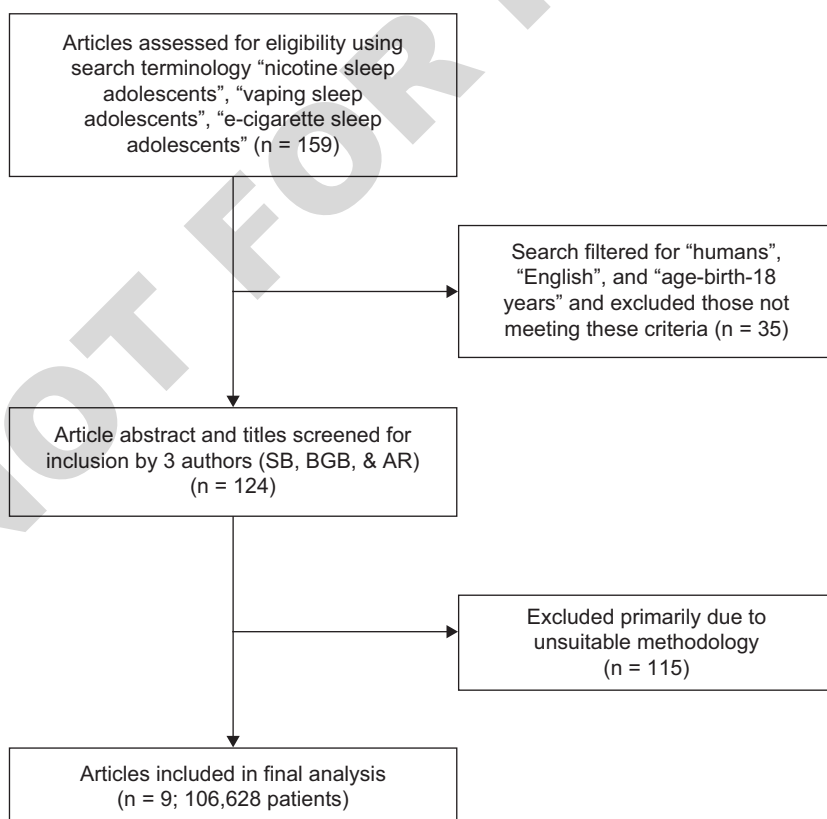 Articles assessed for eligibility using
search terminology “nicotine sleep
adolescents”, “vaping sleep
adolescents”, “e-cigarette sleep
adolescents” (n = 159)
Search filtered for “humans”,
“English”, and “age-birth-18
years” and excluded those not
meeting these criteria (n = 35)
Article abstract and titles screened for
inclusion by 3 authors (SB, BGB, & AR)
(n = 124)
Excluded primarily due to
unsuitable methodology
(n = 115)
Articles included in final analysis
(n = 9; 106,628 patients)
NOT FOR